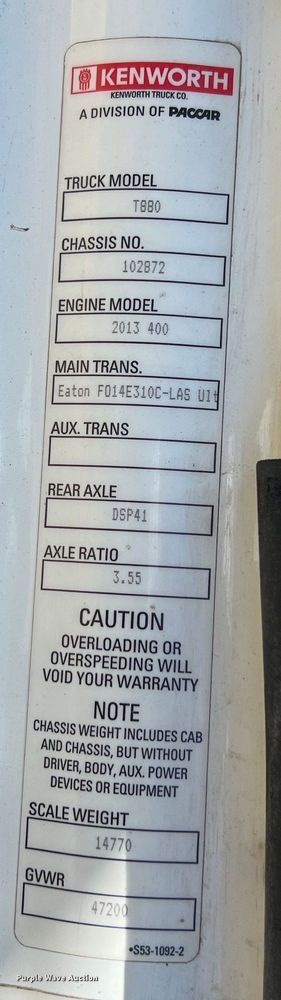 KENWORTH
KENWORTH TRUCK CO.
A DIVISION OF PACCAR
TRUCK MODEL
T880
CHASSIS NO.
102872
ENGINE MODEL
2013 400
MAIN TRANS.
Eaton FO14E310C-LAS Ult
AUX. TRANS
REAR AXLE
DSP41
AXLE RATIO
3.55
CAUTION
OVERLOADING OR
OVERSPEEDING WILL
VOID YOUR WARRANTY
NOTE
CHASSIS WEIGHT INCLUDES CAB
AND CHASSIS, BUT WITHOUT
DRIVER, BODY, AUX. POWER
DEVICES OR EQUIPMENT
SCALE WEIGHT
14770
GVWR
47200
•S53-1092-2
Purple Wave Auction